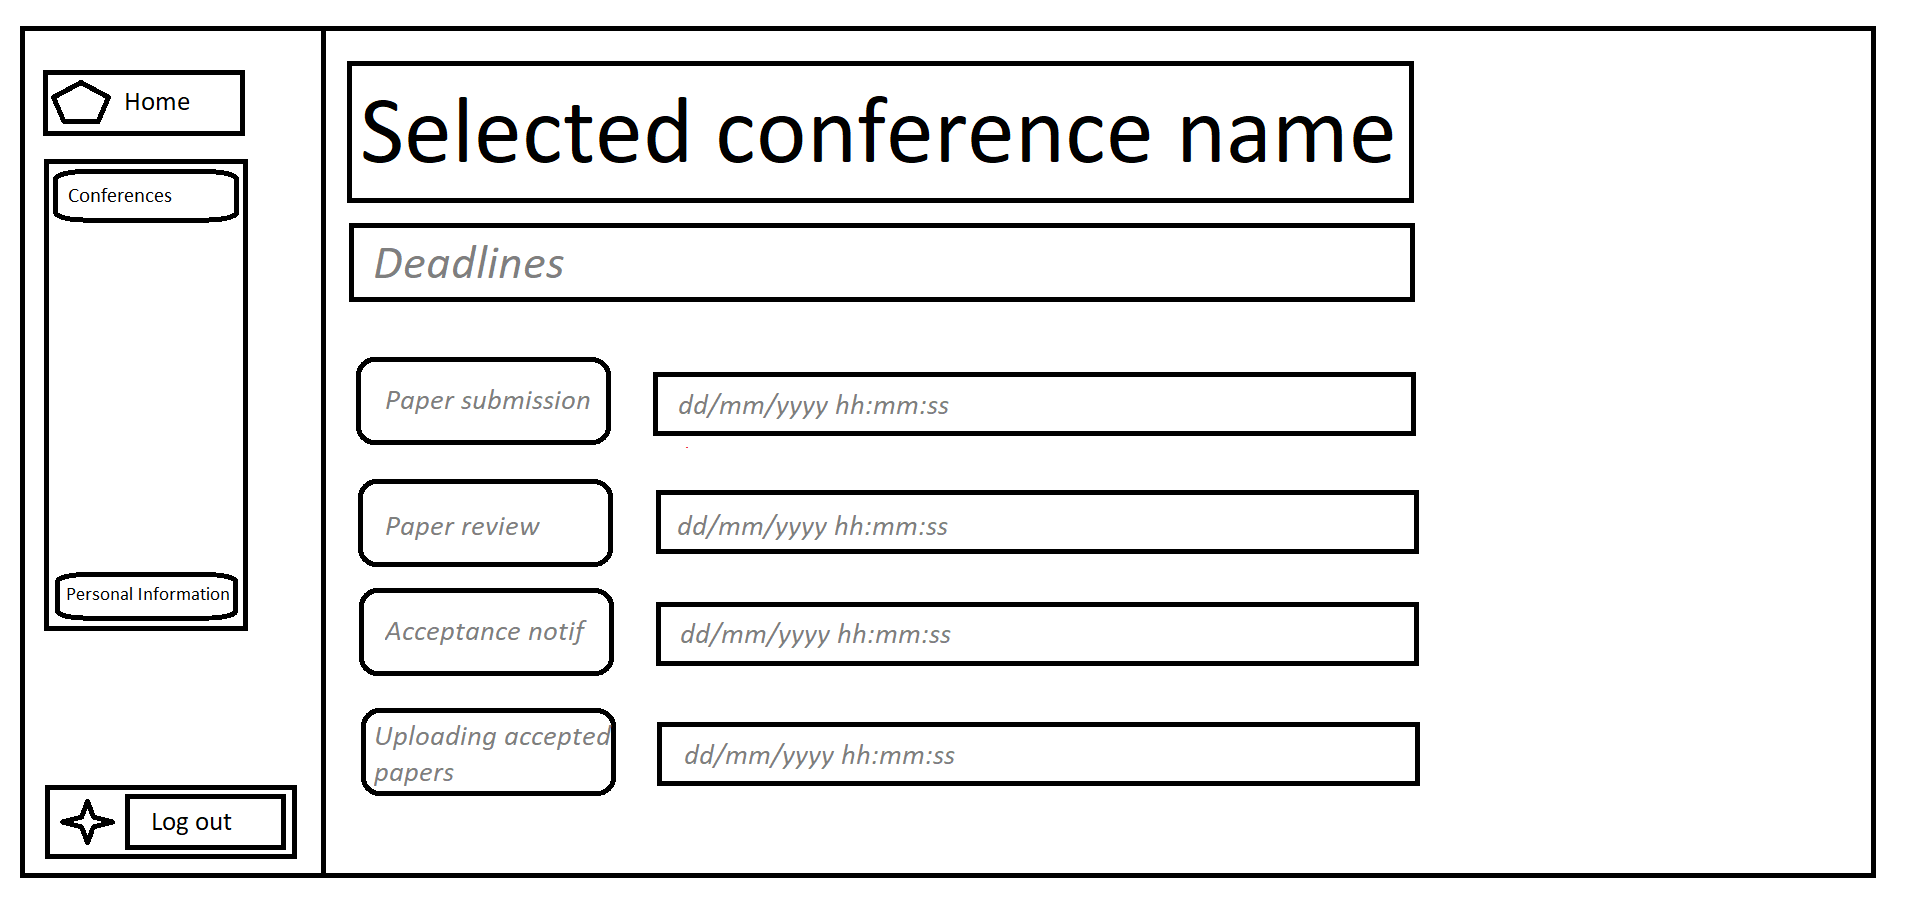 Home
Conferences
Personal Information
Log out
Selected conference name
Deadlines
Paper submission
dd/mm/yyyy hh:mm:ss
Paper review
dd/mm/yyyy hh:mm:ss
Acceptance notif
dd/mm/yyyy hh:mm:ss
Uploading accepted
papers
dd/mm/yyyy hh:mm:ss